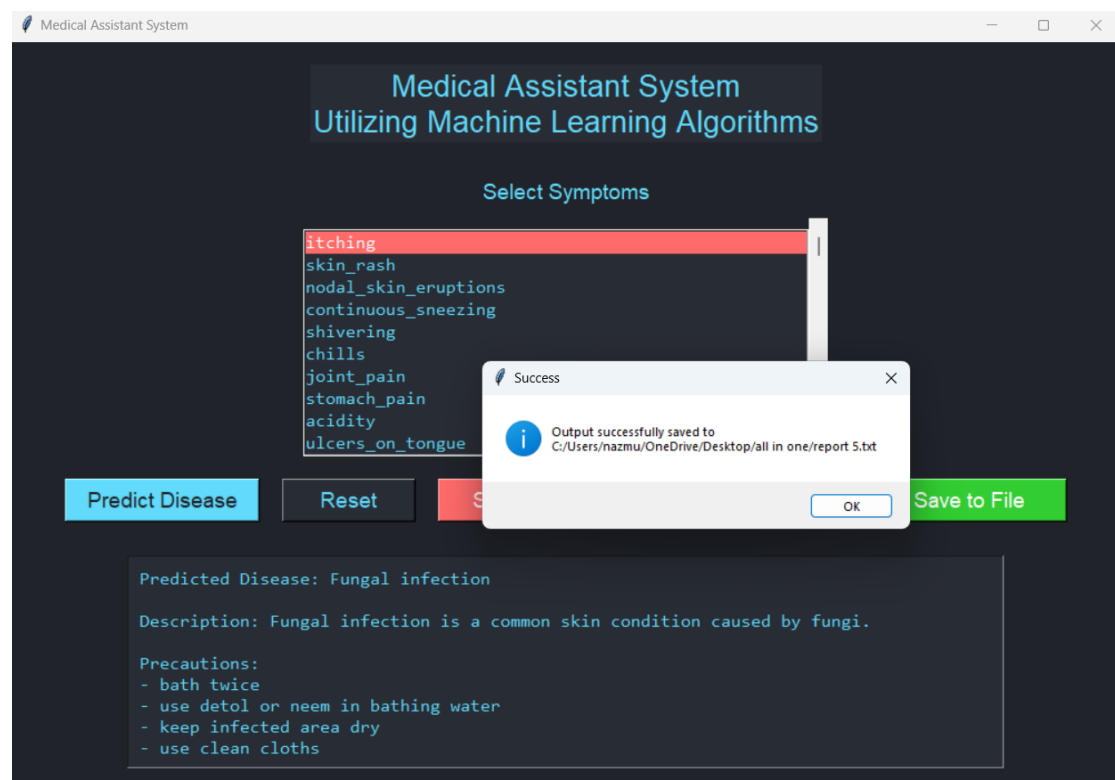 Medical Assistant System
Medical Assistant System
Utilizing Machine Learning Algorithms
Select Symptoms
itching
skin_rash
nodal_skin_eruptions
continuous_sneezing
shivering
chills
joint_pain
stomach_pain
acidity
ulcers_on_tongue
Success
Output successfully saved to
C:/Users/nazmu/OneDrive/Desktop/all in one/report 5.txt
OK
Predict Disease
Reset
Save to File
Predicted Disease: Fungal infection
Description: Fungal infection is a common skin condition caused by fungi.
Precautions:
- bath twice
- use detol or neem in bathing water
- keep infected area dry
- use clean cloths